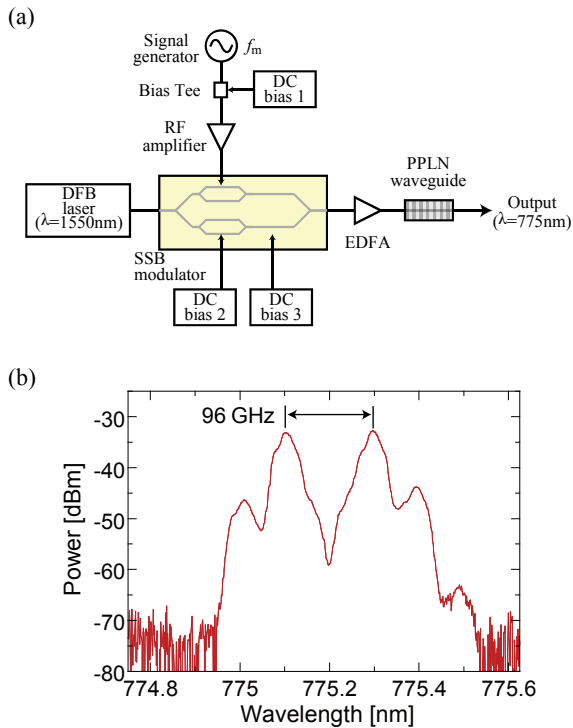 (a)
Signal
generator
fm
Bias Tee
DC
bias 1
RF
amplifier
DFB
laser
(λ=1550nm)
PPLN
waveguide
Output
(λ=775nm)
EDFA
SSB
modulator
DC
bias 2
DC
bias 3
(b)
96 GHz
-30
-40
-50
-60
-70
-80
Power [dBm]
774.8
775
775.2
775.4
775.6
Wavelength [nm]